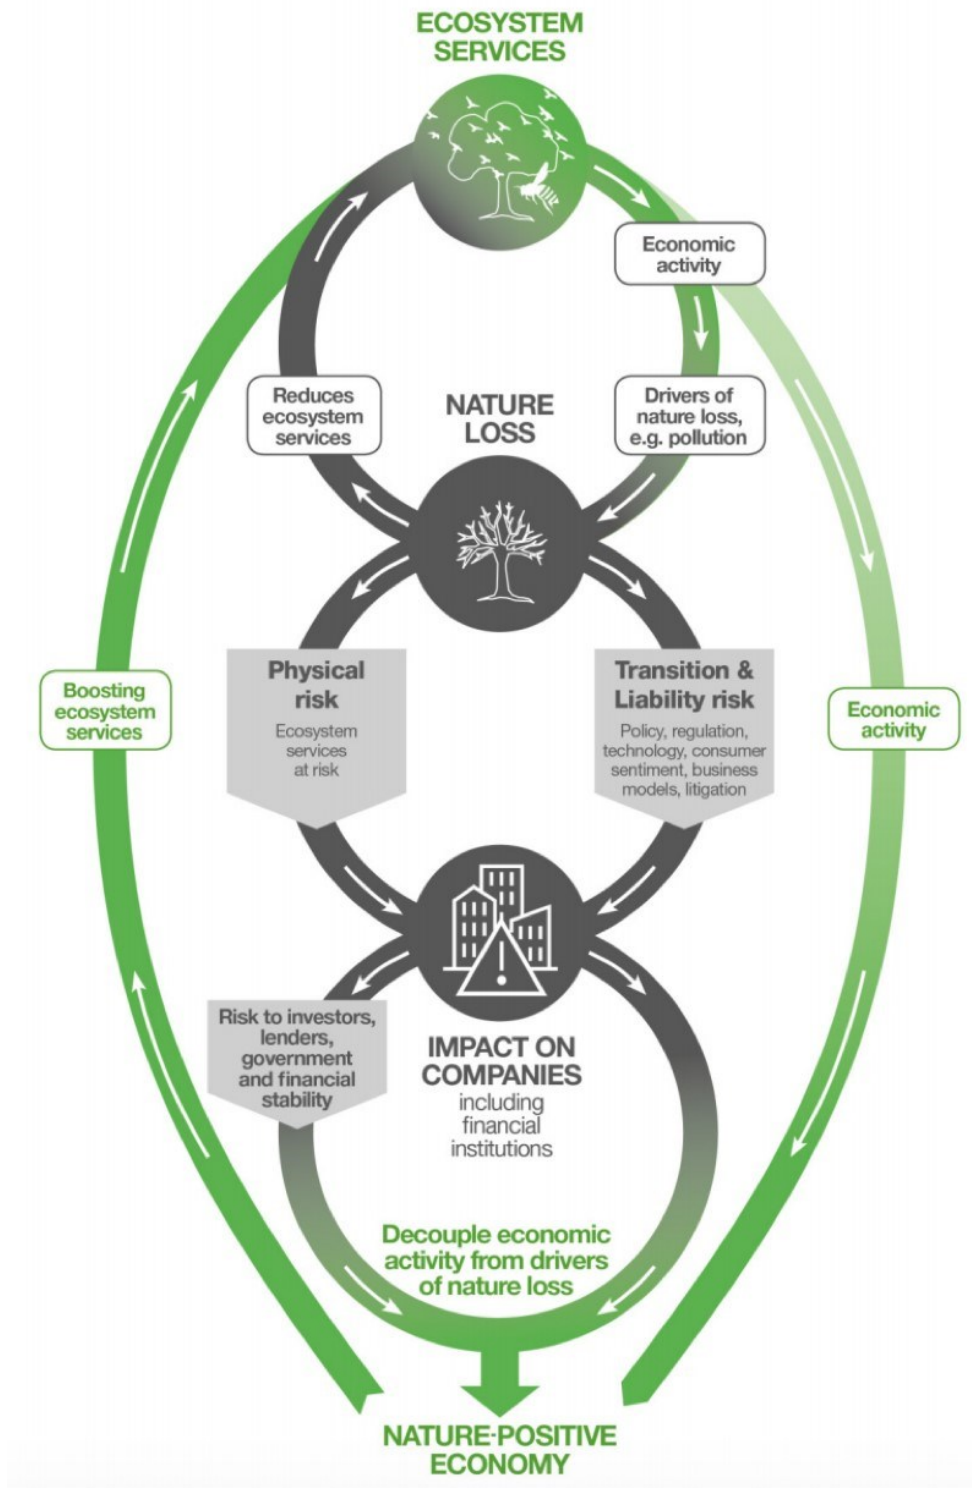 ECOSYSTEM
SERVICES
Economic
activity
Reduces
ecosystem
services
NATURE
LOSS
Drivers of
nature loss,
e.g. pollution
Physical
risk
Ecosystem
services
at risk
Transition &
Liability risk
Policy, regulation,
technology, consumer
sentiment, business
models, litigation
Boosting
ecosystem
services
Economic
activity
Risk to investors,
lenders,
government
and financial
stability
IMPACT ON
COMPANIES
including
financial
institutions
Decouple economic
activity from drivers
of nature loss
NATURE-POSITIVE
ECONOMY